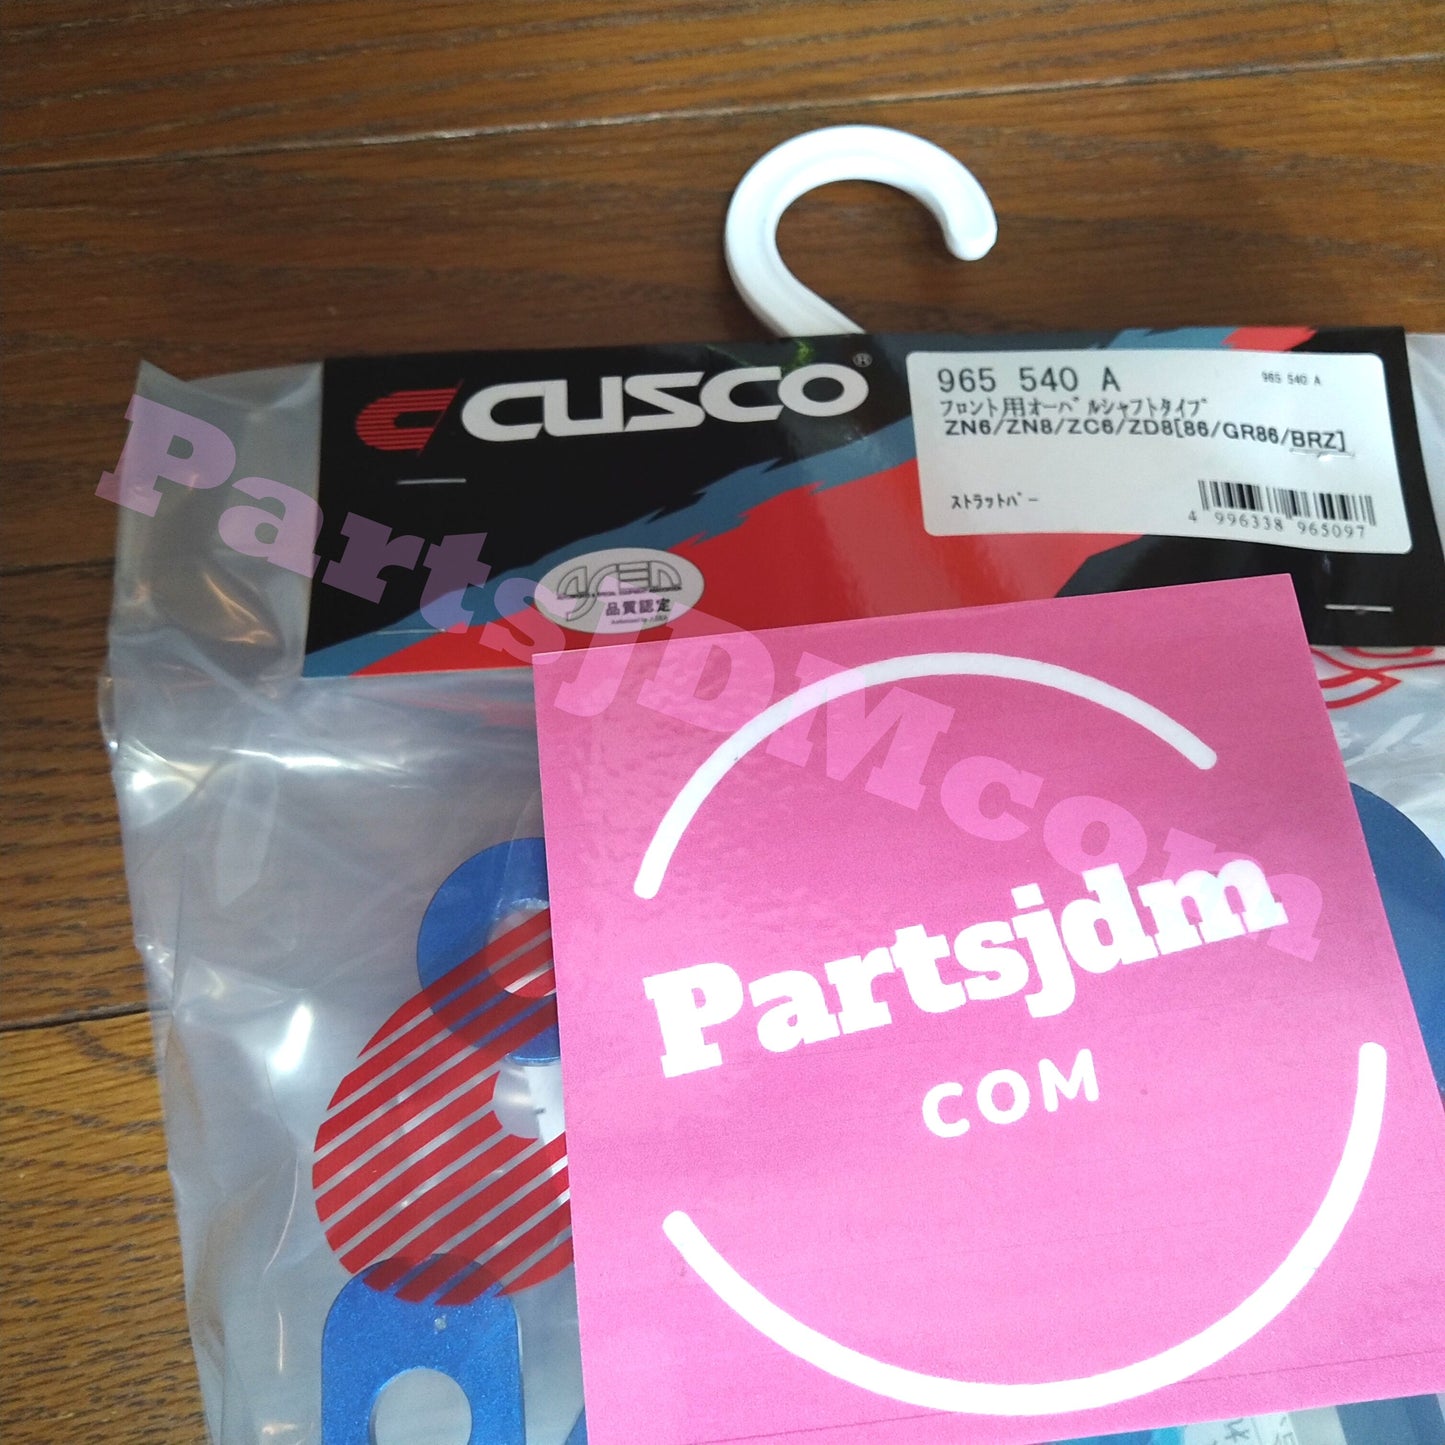 CUSCO®
965 540 A
965 540 A
フロント用オーバルシャフトタイプ
ZN6/ZN8/ZC6/ZD8[86/GR86/BRZ]
ストラットバー
4 996338 965097
ASEA
品質認定
PartsJDMcom
Partsjdm
COM